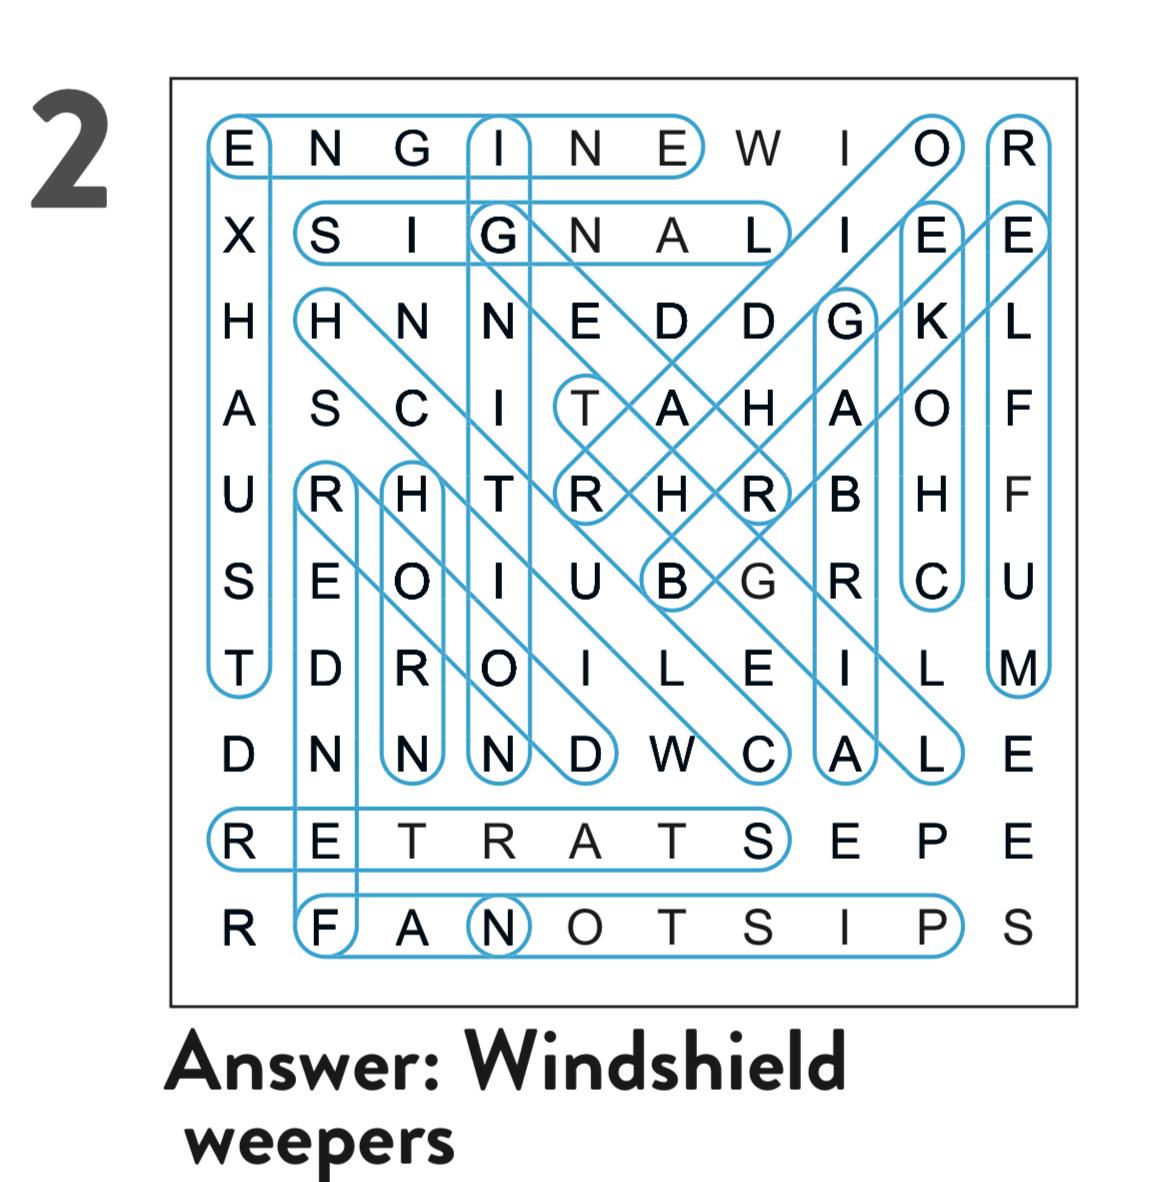 2
E N G I N E W I O R
X S I G N A L I E E
H H N N E D D G K L
A S C I T A H A O F
U R H T R H R B H F
S E O I U B G R C U
T D R O I L E I L M
D N N N D W C A L E
R E T R A T S E P E
R F A N O T S I P S
Answer: Windshield
weepers